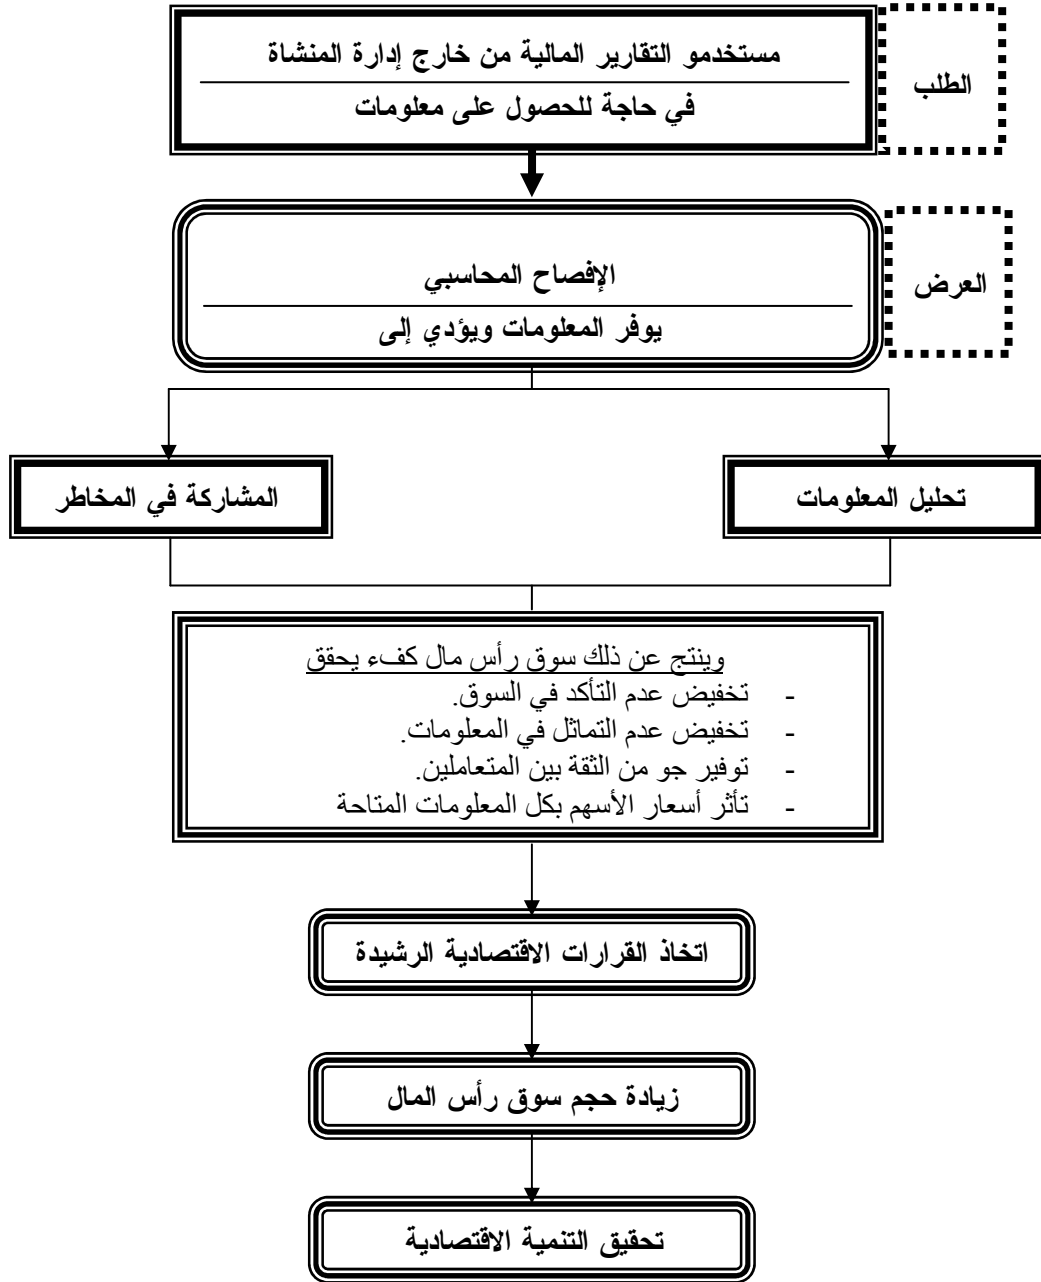 مستخدمو التقارير المالية من خارج إدارة المنشاة
في حاجة للحصول على معلومات
الطلب
الإفصاح المحاسبي
يوفر المعلومات ويؤدي إلى
العرض
تحليل المعلومات
المشاركة في المخاطر
وينتج عن ذلك سوق رأس مال كفء يحقق
- تخفيض عدم التأكد في السوق.
- تخفيض عدم التماثل في المعلومات.
- توفير جو من الثقة بين المتعاملين.
- تأثر أسعار الأسهم بكل المعلومات المتاحة
اتخاذ القرارات الاقتصادية الرشيدة
زيادة حجم سوق رأس المال
تحقيق التنمية الاقتصادية